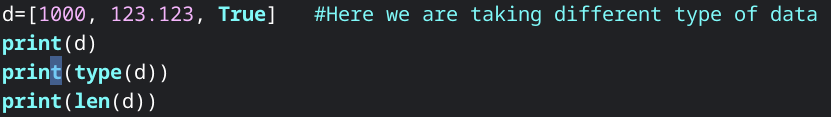 d=[1000, 123.123, True]   #Here we are taking different type of data
print(d)
print(type(d))
print(len(d))